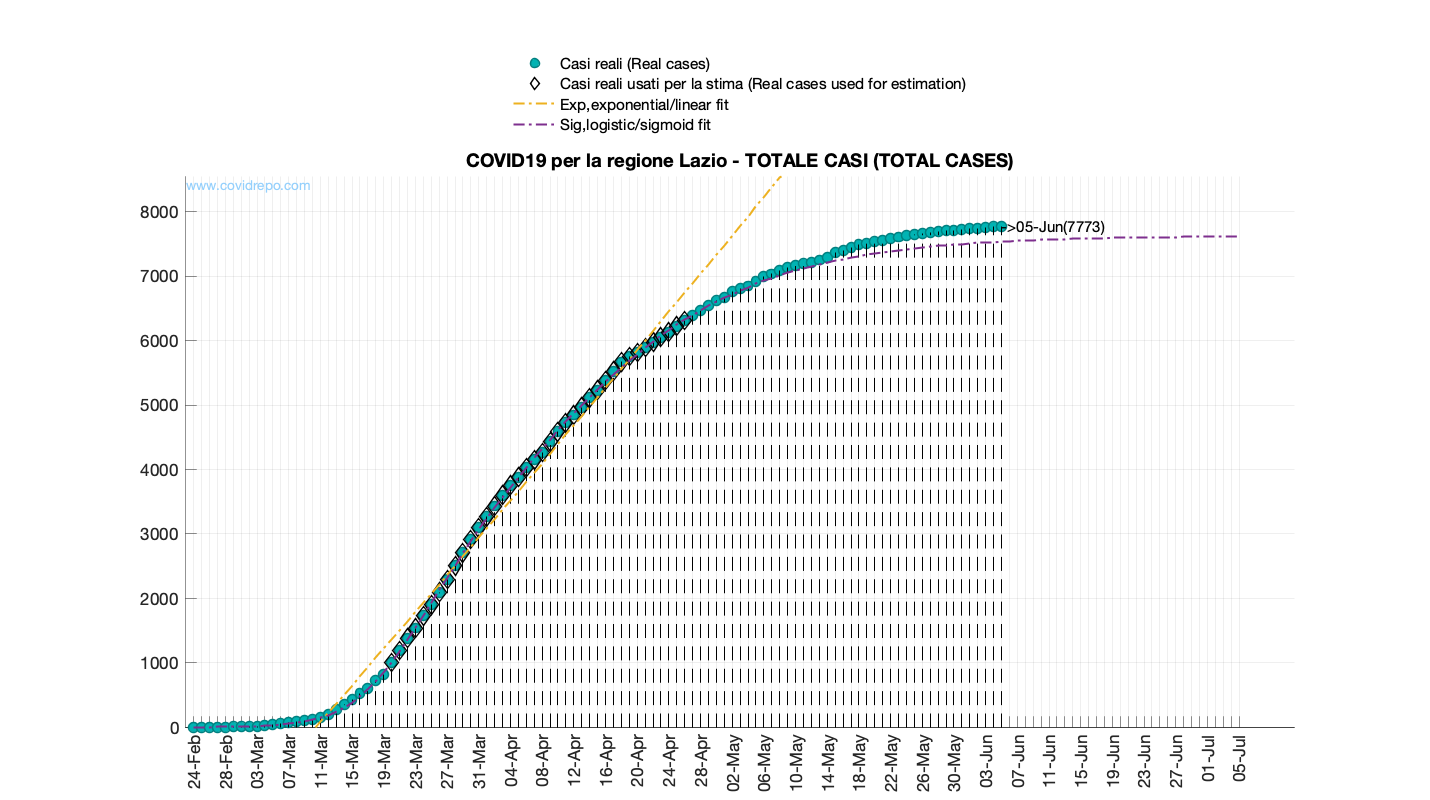 Casi reali (Real cases)
Casi reali usati per la stima (Real cases used for estimation)
Exp,exponential/linear fit
Sig,logistic/sigmoid fit
COVID19 per la regione Lazio - TOTALE CASI (TOTAL CASES)
www.covidrepo.com
8000
->05-Jun(7773)
7000
6000
5000
4000
3000
2000
1000
0
24-Feb
28-Feb
03-Mar
07-Mar
11-Mar
15-Mar
19-Mar
23-Mar
27-Mar
31-Mar
04-Apr
08-Apr
12-Apr
16-Apr
20-Apr
24-Apr
28-Apr
02-May
06-May
10-May
14-May
18-May
22-May
26-May
30-May
03-Jun
07-Jun
11-Jun
15-Jun
19-Jun
23-Jun
27-Jun
01-Jul
05-Jul